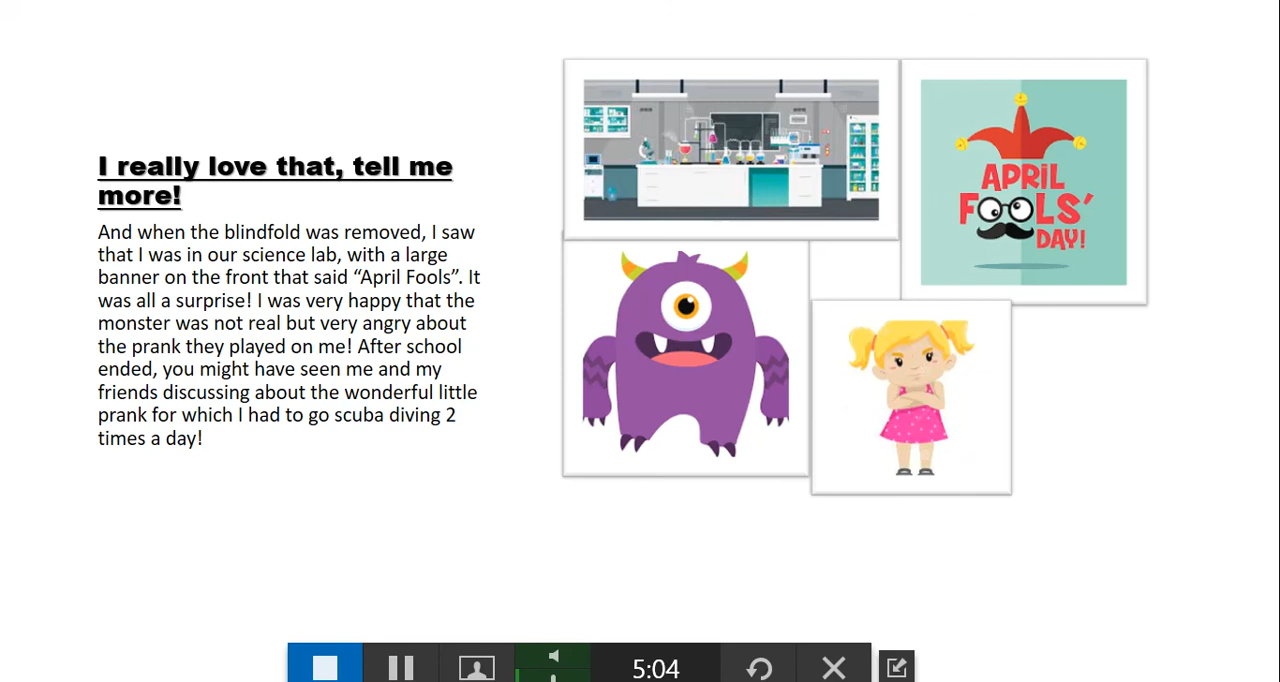 I really love that, tell me
more!
And when the blindfold was removed, I saw
that I was in our science lab, with a large
banner on the front that said “April Fools”. It
was all a surprise! I was very happy that the
monster was not real but very angry about
the prank they played on me! After school
ended, you might have seen me and my
friends discussing about the wonderful little
prank for which I had to go scuba diving 2
times a day!
APRIL
FOOLS’
DAY!
5:04